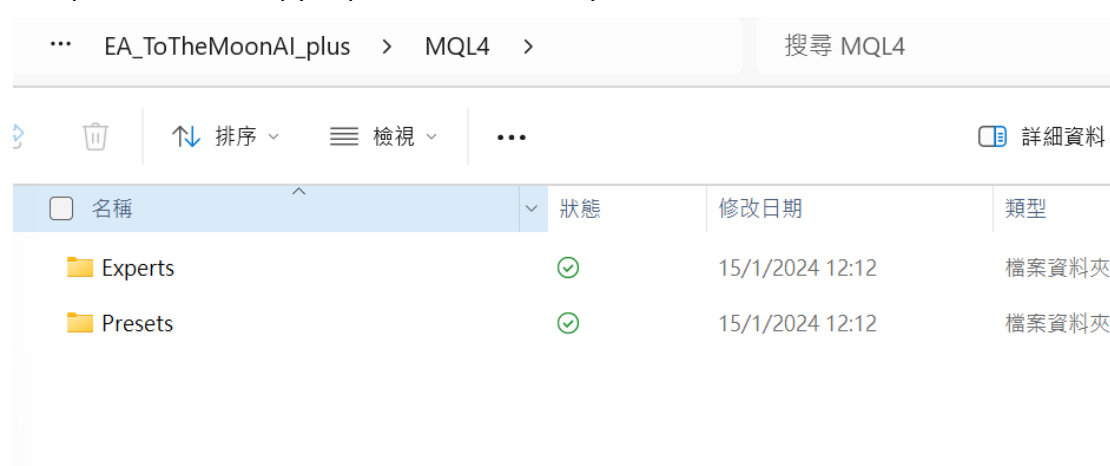 EA_ToTheMoonAI_plus > MQL4 > 搜尋 MQL4
排序 檢視 詳細資料
名稱 狀態 修改日期 類型
Experts 15/1/2024 12:12 檔案資料夾
Presets 15/1/2024 12:12 檔案資料夾